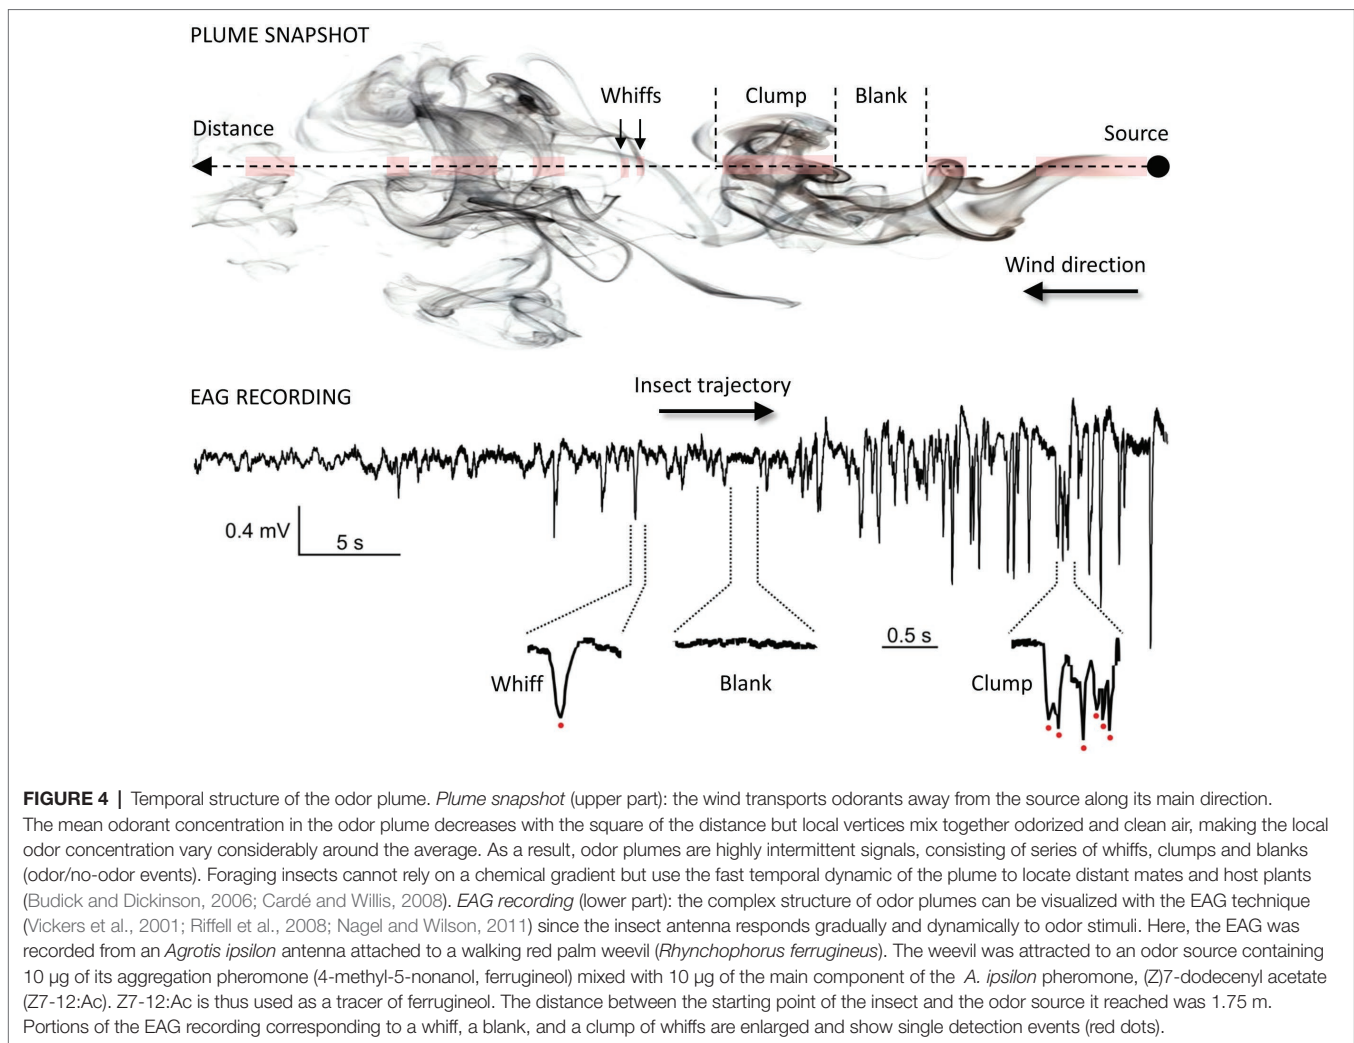 PLUME SNAPSHOT
Whiffs
Clump
Blank
Distance
Source
Wind direction
EAG RECORDING
Insect trajectory
0.4 mV
5 s
0.5 s
Whiff
Blank
Clump
FIGURE 4 | Temporal structure of the odor plume. Plume snapshot (upper part): the wind transports odorants away from the source along its main direction.
The mean odorant concentration in the odor plume decreases with the square of the distance but local vertices mix together odorized and clean air, making the local
odor concentration vary considerably around the average. As a result, odor plumes are highly intermittent signals, consisting of series of whiffs, clumps and blanks
(odor/no-odor events). Foraging insects cannot rely on a chemical gradient but use the fast temporal dynamic of the plume to locate distant mates and host plants
(Budick and Dickinson, 2006; Cardé and Willis, 2008). EAG recording (lower part): the complex structure of odor plumes can be visualized with the EAG technique
(Vickers et al., 2001; Riffell et al., 2008; Nagel and Wilson, 2011) since the insect antenna responds gradually and dynamically to odor stimuli. Here, the EAG was
recorded from an Agrotis ipsilon antenna attached to a walking red palm weevil (Rhynchophorus ferrugineus). The weevil was attracted to an odor source containing
10 μg of its aggregation pheromone (4-methyl-5-nonanol, ferrugineol) mixed with 10 μg of the main component of the A. ipsilon pheromone, (Z)7-dodecenyl acetate
(Z7-12:Ac). Z7-12:Ac is thus used as a tracer of ferrugineol. The distance between the starting point of the insect and the odor source it reached was 1.75 m.
Portions of the EAG recording corresponding to a whiff, a blank, and a clump of whiffs are enlarged and show single detection events (red dots).